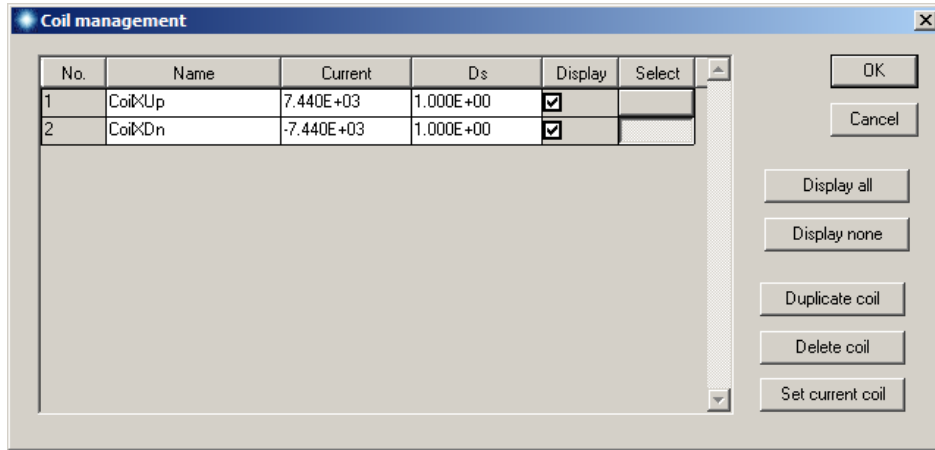 Coil management
No. Name Current Ds Display Select
1 CoilXUp 7.440E+03 1.000E+00
2 CoilXDn -7.440E+03 1.000E+00
OK
Cancel
Display all
Display none
Duplicate coil
Delete coil
Set current coil